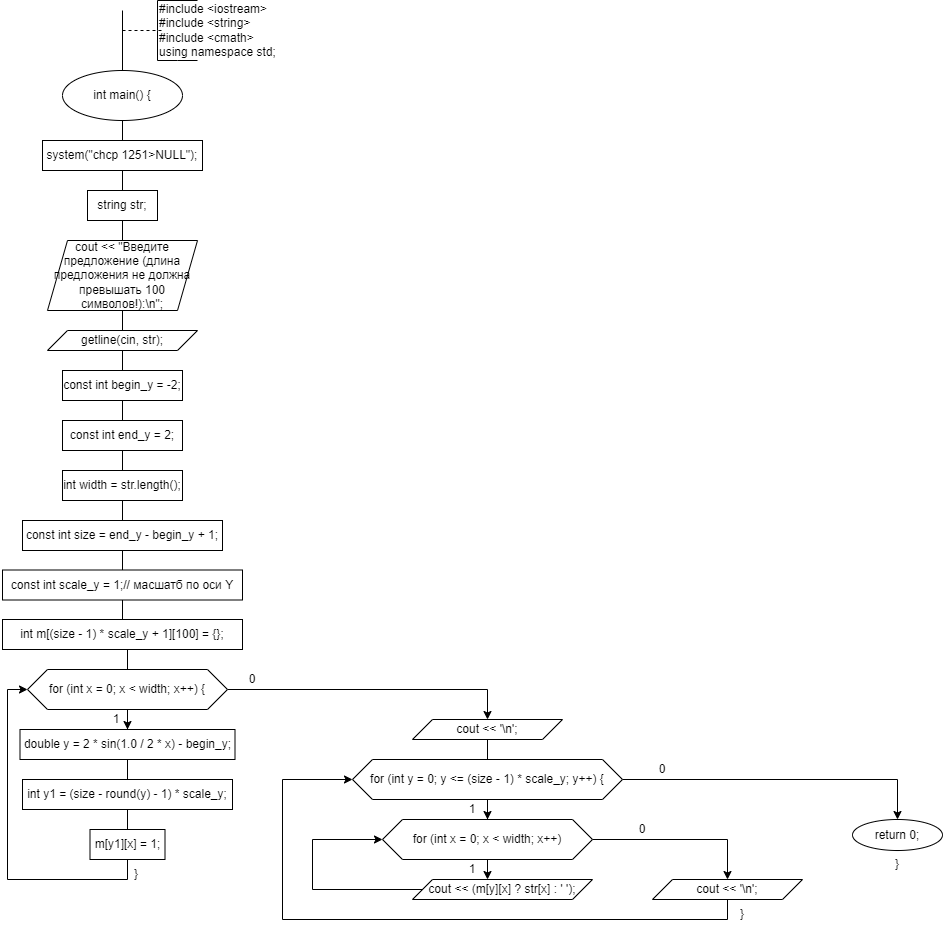 #include <iostream>
#include <string>
#include <cmath>
using namespace std;
int main() {
system("chcp 1251>NULL");
string str;
cout << "Введите
предложение (длина
предложения не должна
превышать 100
символов!):\n";
getline(cin, str);
const int begin_y = -2;
const int end_y = 2;
int width = str.length();
const int size = end_y - begin_y + 1;
const int scale_y = 1;// масшатб по оси Y
int m[(size - 1) * scale_y + 1][100] = {};
for (int x = 0; x < width; x++) {
0
1
double y = 2 * sin(1.0 / 2 * x) - begin_y;
int y1 = (size - round(y) - 1) * scale_y;
m[y1][x] = 1;
}
cout << '\n';
for (int y = 0; y <= (size - 1) * scale_y; y++) {
0
1
for (int x = 0; x < width; x++)
0
1
cout << (m[y][x] ? str[x] : ' ');
cout << '\n';
}
return 0;
}